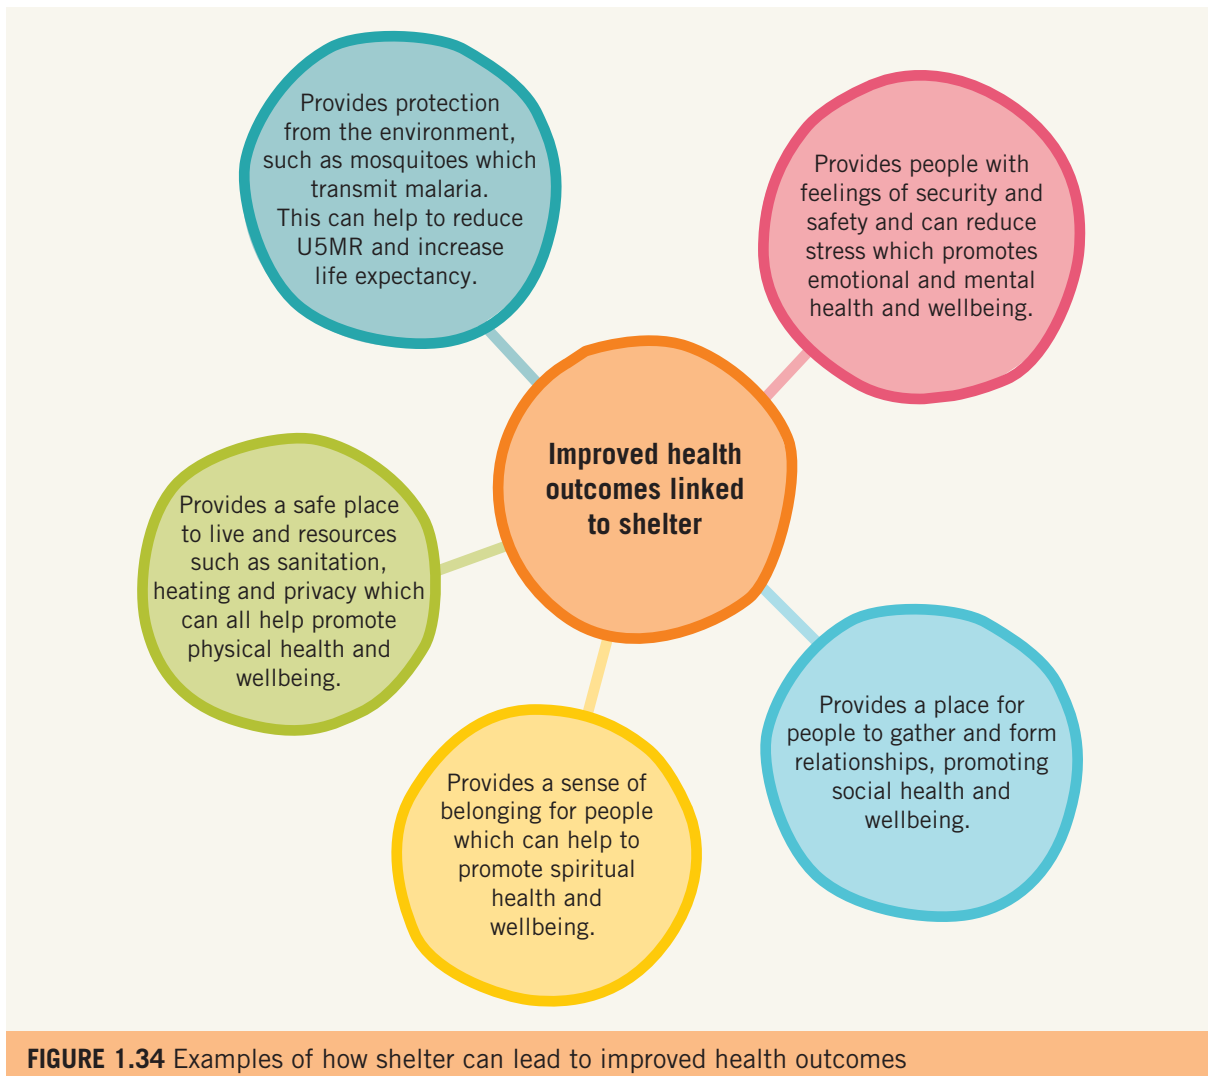 Provides protection
from the environment,
such as mosquitoes which
transmit malaria.
This can help to reduce
U5MR and increase
life expectancy.
Provides people with
feelings of security and
safety and can reduce
stress which promotes
emotional and mental
health and wellbeing.
Improved health
outcomes linked
to shelter
Provides a safe place
to live and resources
such as sanitation,
heating and privacy which
can all help promote
physical health and
wellbeing.
Provides a place for
people to gather and form
relationships, promoting
social health and
wellbeing.
Provides a sense of
belonging for people
which can help to
promote spiritual
health and
wellbeing.
FIGURE 1.34 Examples of how shelter can lead to improved health outcomes